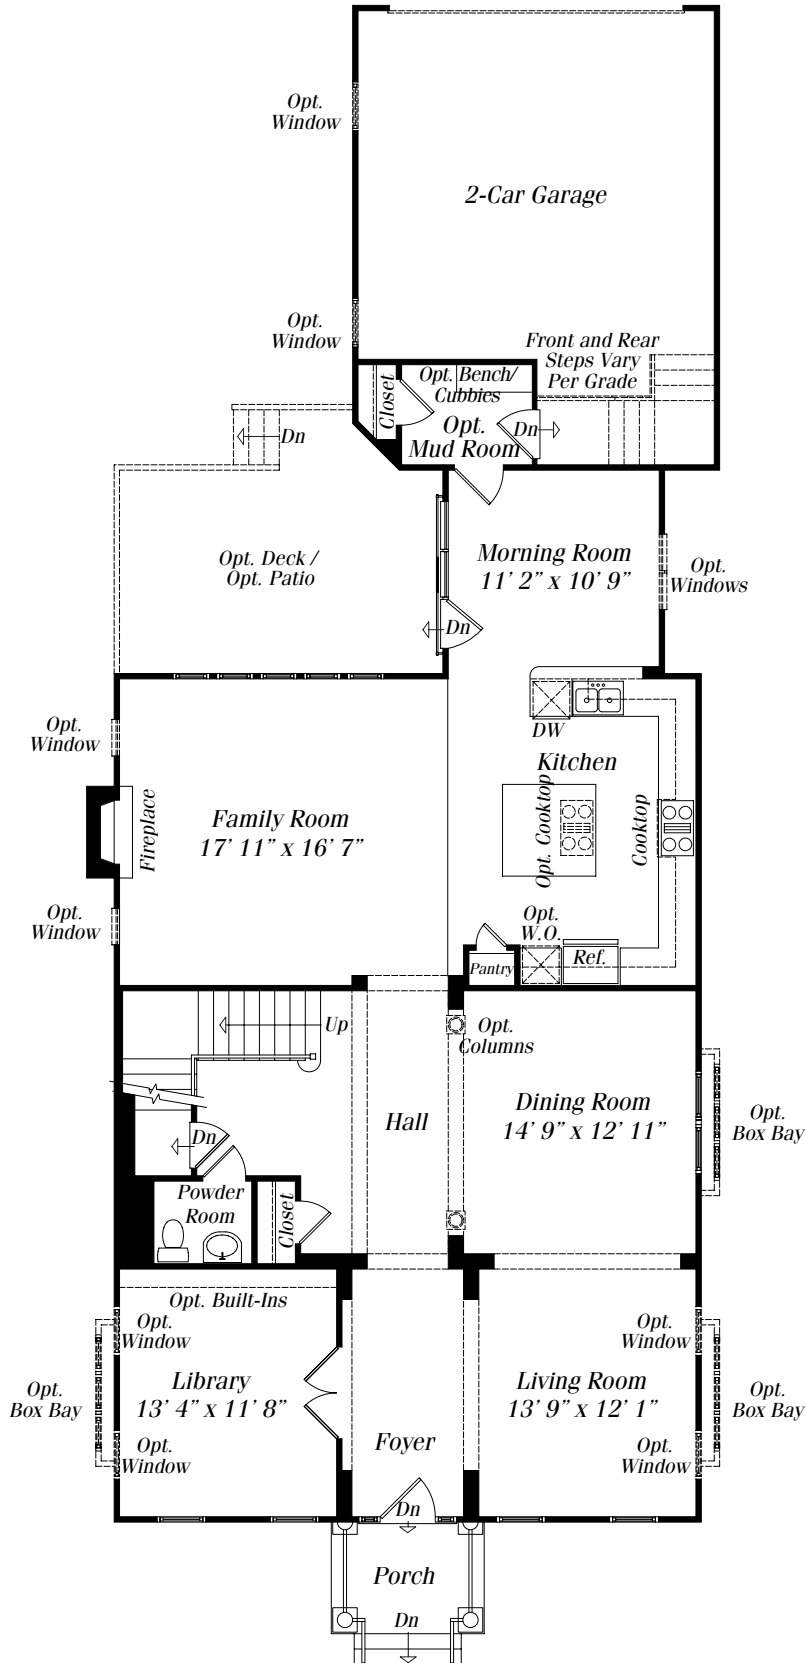 Opt.
Window
2-Car Garage
Opt.
Window
Front and Rear
Steps Vary
Per Grade
Closet
Opt. Bench/
Cubbies
Opt.
Mud Room
Dn
Dn
Opt. Deck /
Opt. Patio
Morning Room
11’ 2” x 10’ 9”
Opt.
Windows
Dn
Opt.
Window
DW
Kitchen
Fireplace
Family Room
17’ 11” x 16’ 7”
Opt. Cooktop
Cooktop
Opt.
Window
Opt.
W.O.
Ref.
Pantry
Up
Opt.
Columns
Hall
Dining Room
14’ 9” x 12’ 11”
Opt.
Box Bay
Dn
Powder
Room
Closet
Opt. Built-Ins
Opt.
Window
Opt.
Window
Opt.
Box Bay
Library
13’ 4” x 11’ 8”
Living Room
13’ 9” x 12’ 1”
Opt.
Box Bay
Opt.
Window
Foyer
Opt.
Window
Dn
Porch
Dn